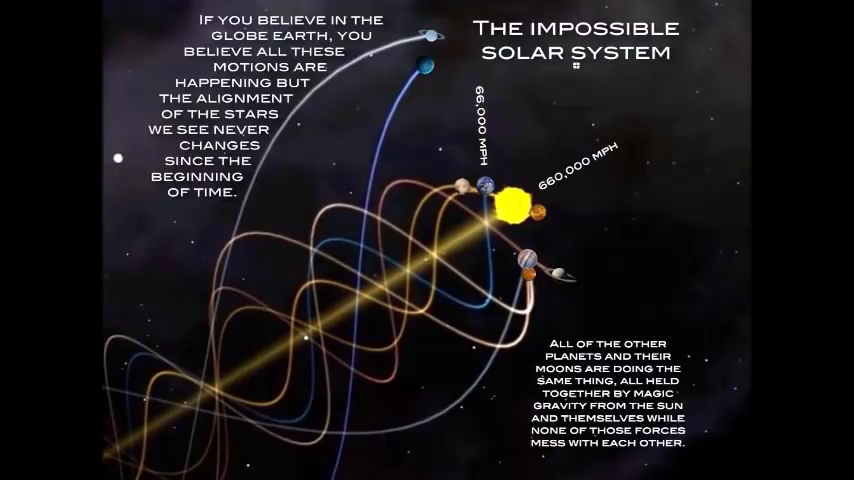 IF YOU BELIEVE IN THE
GLOBE EARTH, YOU
BELIEVE ALL THESE
MOTIONS ARE
HAPPENING BUT
THE ALIGNMENT
OF THE STARS
WE SEE NEVER
CHANGES
SINCE THE
BEGINNING
OF TIME.
THE IMPOSSIBLE
SOLAR SYSTEM
66,000 MPH
660,000 MPH
ALL OF THE OTHER
PLANETS AND THEIR
MOONS ARE DOING THE
SAME THING, ALL HELD
TOGETHER BY MAGIC
GRAVITY FROM THE SUN
AND THEMSELVES WHILE
NONE OF THOSE FORCES
MESS WITH EACH OTHER.